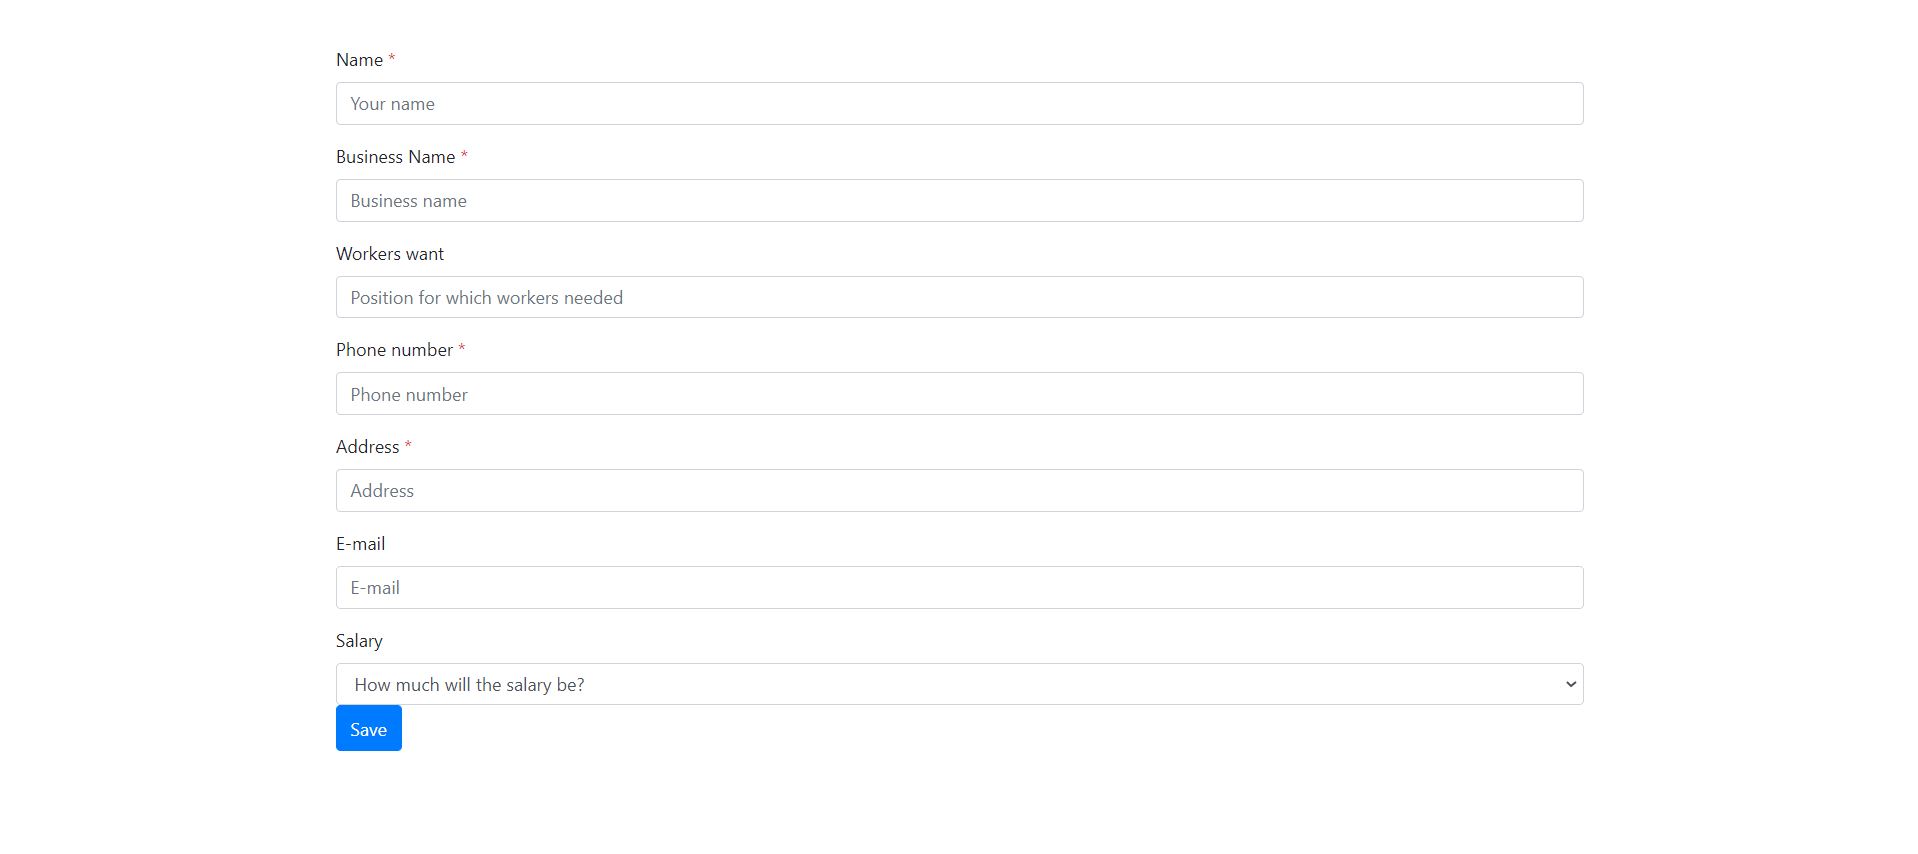 Name *
Your name
Business Name *
Business name
Workers want
Position for which workers needed
Phone number *
Phone number
Address *
Address
E-mail
E-mail
Salary
How much will the salary be?
Save